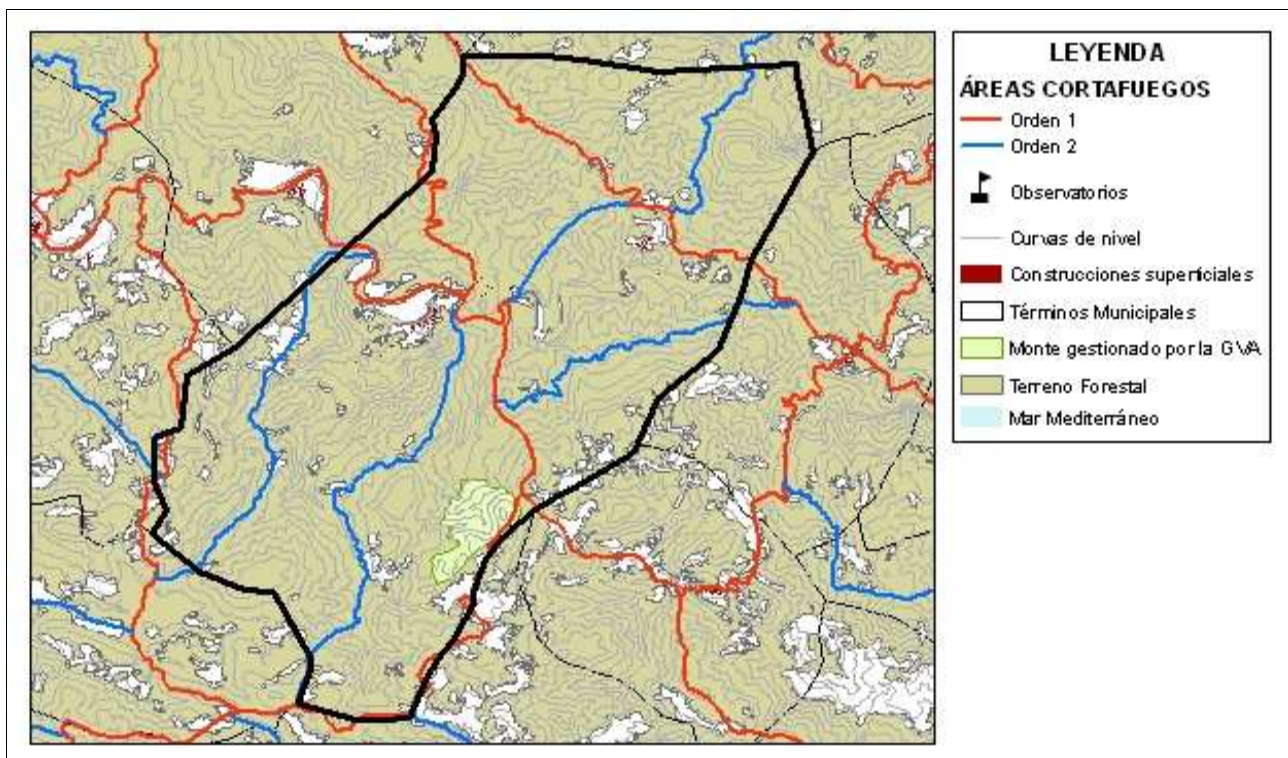 LEYENDA
ÁREAS CORTAFUEGOS
Orden 1
Orden 2
Observatorios
Curvas de nivel
Construcciones superficiales
Términos Municipales
Monte gestionado por la GVA
Terreno Forestal
Mar Mediterráneo